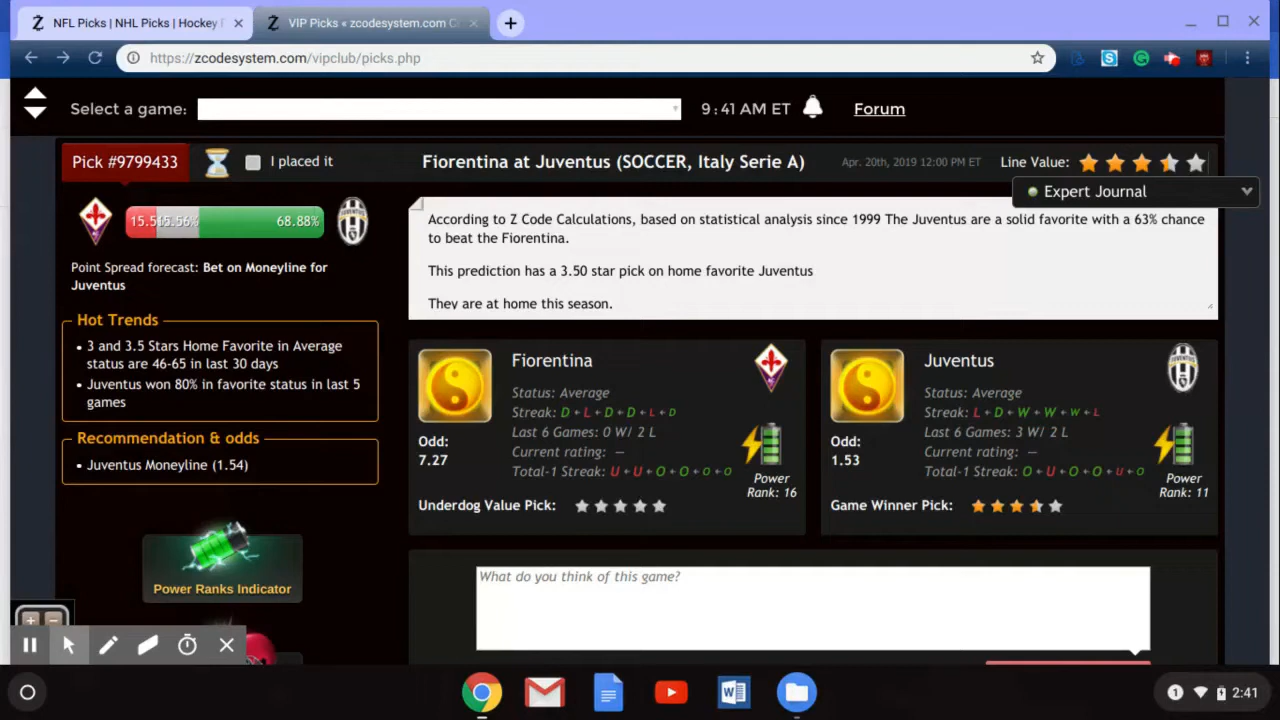 NFL Picks | NHL Picks | Hockey
VIP Picks « zcodesystem.com
https://zcodesystem.com/vipclub/picks.php
Select a game:
9:41 AM ET
Forum
Pick #9799433
I placed it
Fiorentina at Juventus (SOCCER, Italy Serie A)
Apr. 20th, 2019 12:00 PM ET
Line Value:
Expert Journal
68.88%
According to Z Code Calculations, based on statistical analysis since 1999 The Juventus are a solid favorite with a 63% chance
to beat the Fiorentina.
This prediction has a 3.50 star pick on home favorite Juventus
They are at home this season.
Point Spread forecast: Bet on Moneyline for
Juventus
Hot Trends
3 and 3.5 Stars Home Favorite in Average
status are 46-65 in last 30 days
Juventus won 80% in favorite status in last 5
games
Recommendation & odds
Juventus Moneyline (1.54)
Power Ranks Indicator
Fiorentina
Status: Average
Streak: D - L - D - D - L - D
Last 6 Games: 0 W/ 2 L
Current rating: —
Total-1 Streak: U - U - O - O - O - O
Odd:
7.27
Power
Rank: 16
Underdog Value Pick:
Juventus
Status: Average
Streak: L - D - W - W - W - L
Last 6 Games: 3 W/ 2 L
Current rating: —
Total-1 Streak: O - U - O - O - U - O
Odd:
1.53
Power
Rank: 11
Game Winner Pick:
What do you think of this game?
1
2:41